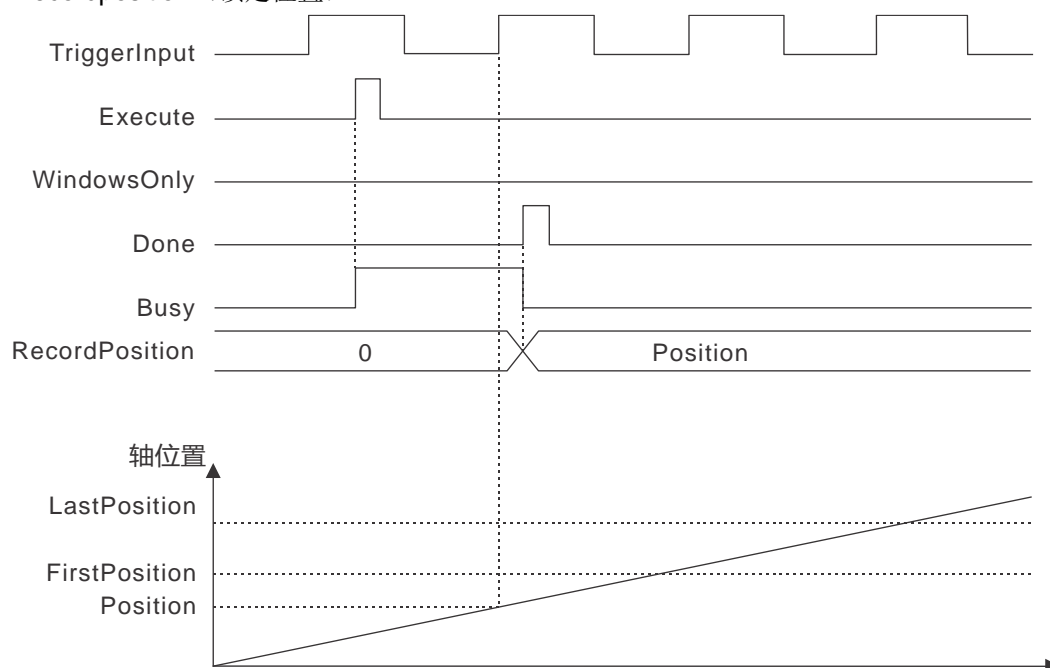 TriggerInput
Execute
WindowsOnly
Done
Busy
RecordPosition 0 Position
轴位置
LastPosition
FirstPosition
Position